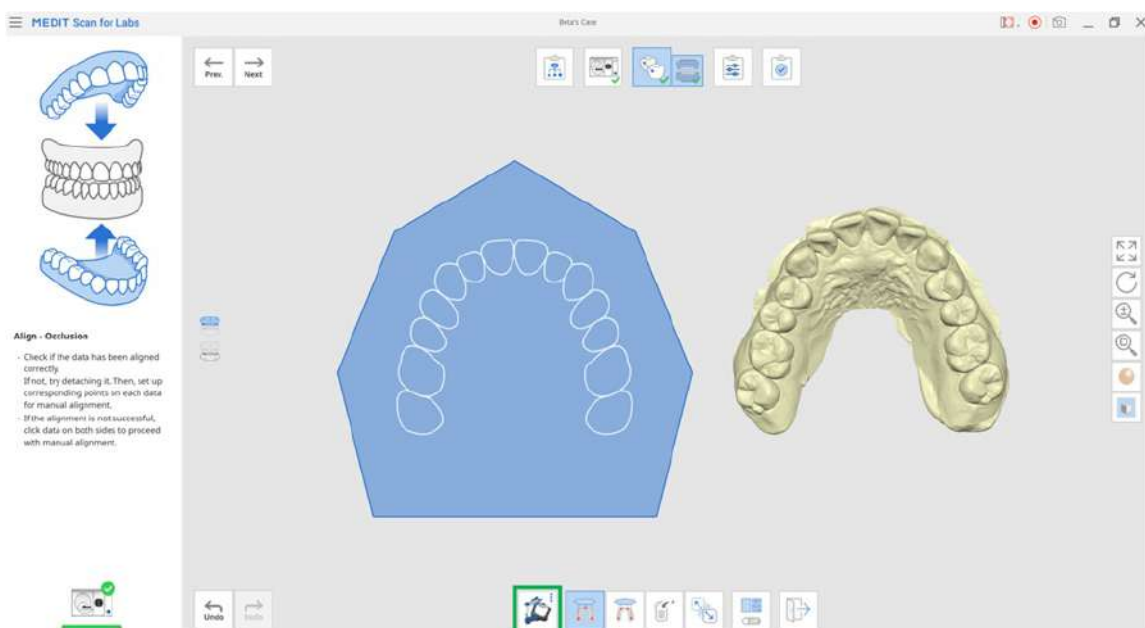 MEDIT Scan for Labs
Beta's Case
Prev.
Next
Align - Occlusion
- Check if the data has been aligned
correctly.
If not, try detaching it. Then, set up
corresponding points on each data
for manual alignment.
- If the alignment is not successful,
click data on both sides to proceed
with manual alignment.
Undo
Redo